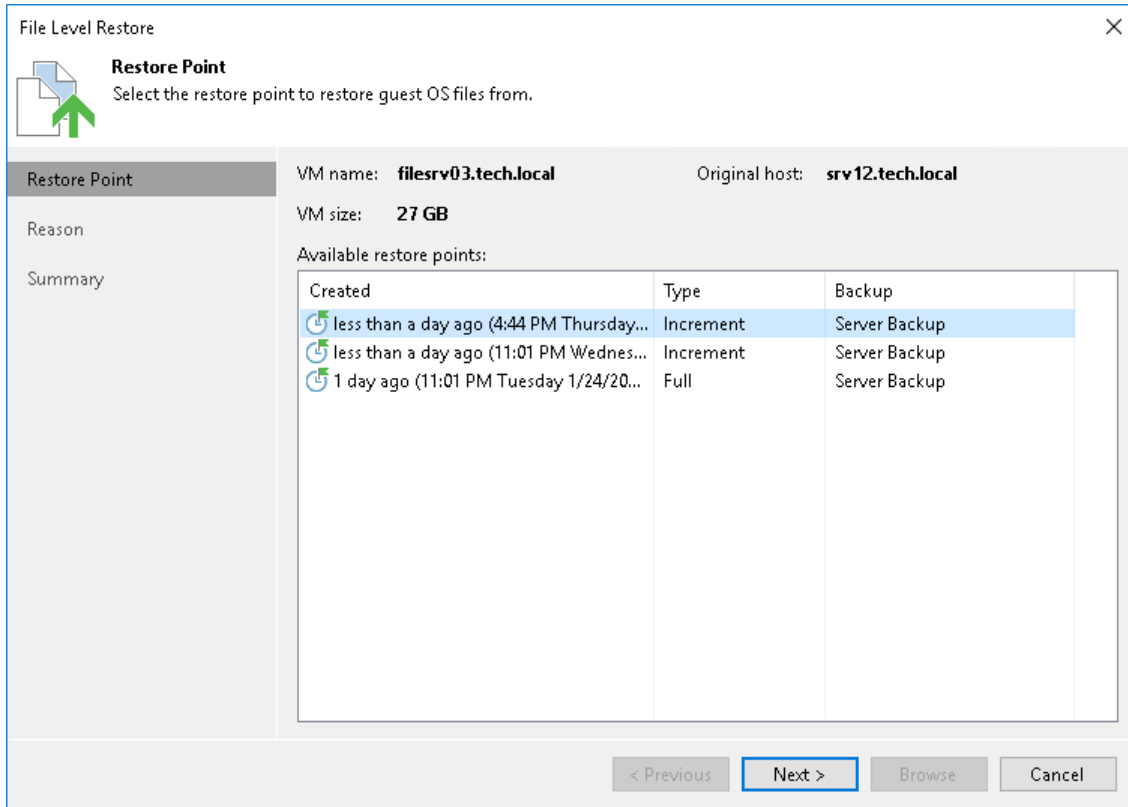 File Level Restore
Restore Point
Select the restore point to restore guest OS files from.
Restore Point
Reason
Summary
VM name: filesrv03.tech.local Original host: srv12.tech.local
VM size: 27 GB
Available restore points:
Created Type Backup
less than a day ago (4:44 PM Thursday... Increment Server Backup
less than a day ago (11:01 PM Wednes... Increment Server Backup
1 day ago (11:01 PM Tuesday 1/24/20... Full Server Backup
< Previous Next > Browse Cancel